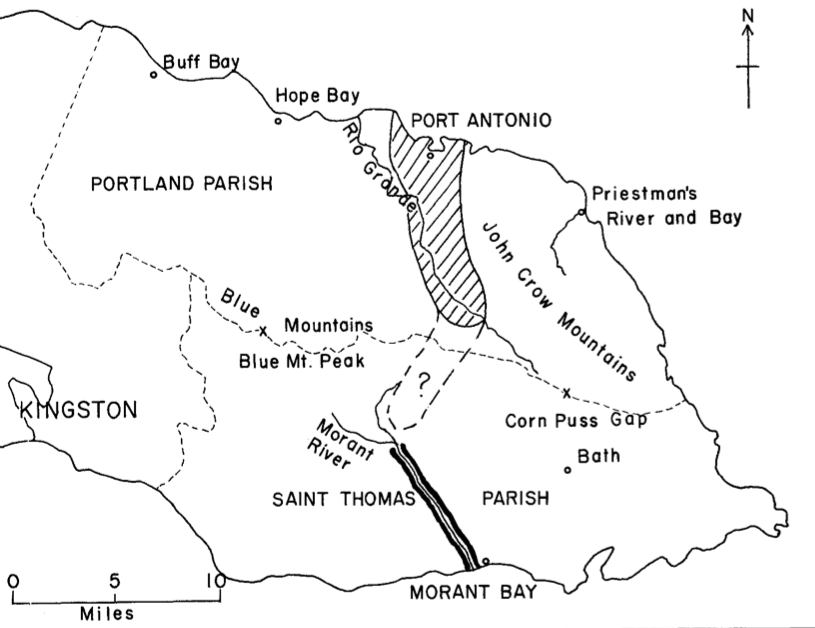 N
Buff Bay
Hope Bay
PORT ANTONIO
Rio Grande
PORTLAND PARISH
Priestman's
River and Bay
John Crow Mountains
Blue
Mountains
Blue Mt. Peak
?
KINGSTON
Corn Puss Gap
Morant
River
Bath
SAINT THOMAS
PARISH
0 5 10
Miles
MORANT BAY